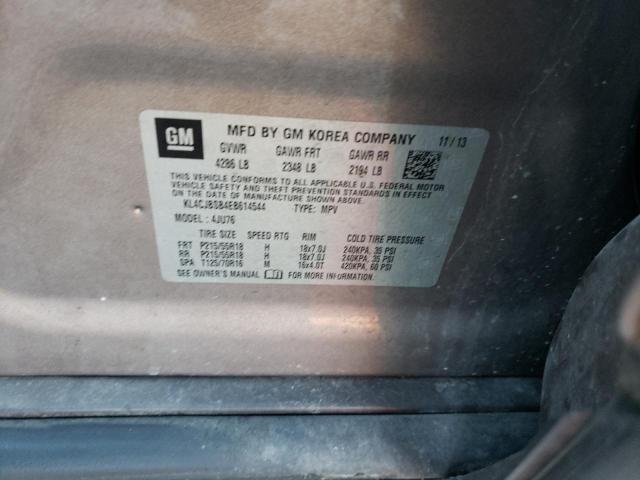 GM MFD BY GM KOREA COMPANY 11/13
GVWR GAWR FRT GAWR RR
4286 LB 2348 LB 2194 LB
THIS VEHICLE CONFORMS TO ALL APPLICABLE U.S. FEDERAL MOTOR
VEHICLE SAFETY AND THEFT PREVENTION STANDARDS IN EFFECT ON
THE DATE OF MANUFACTURE SHOWN ABOVE.
KL4CJBSB4EB614544 TYPE: MPV
MODEL: 4JU76
TIRE SIZE SPEED RTG RIM COLD TIRE PRESSURE
FRT P215/55R18 H 18x7.0J 240KPA, 35 PSI
RR P215/55R18 H 18x7.0J 240KPA, 35 PSI
SPA T125/70R16 M 16x4.0T 420KPA, 60 PSI
SEE OWNER'S MANUAL FOR MORE INFORMATION.